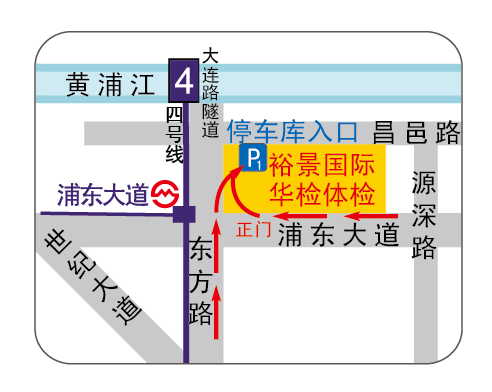 黄浦江
4
大连路隧道
四号线
停车库入口
昌邑路
P1
裕景国际
华检体检
浦东大道
源深路
正门
浦东大道
东方路
世纪大道